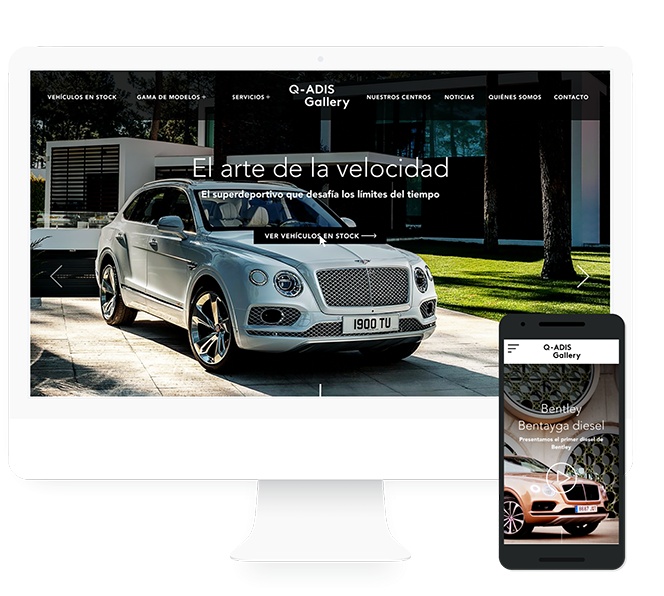 VEHÍCULOS EN STOCK
GAMA DE MODELOS +
SERVICIOS +
Q-ADIS
Gallery
NUESTROS CENTROS
NOTICIAS
QUIÉNES SOMOS
CONTACTO
El arte de la velocidad
El superdeportivo que desafía los límites del tiempo
VER VEHÍCULOS EN STOCK
1900 TU
Q-ADIS
Gallery
Bentley
Bentayga diesel
Presentamos el primer diesel de
Bentley